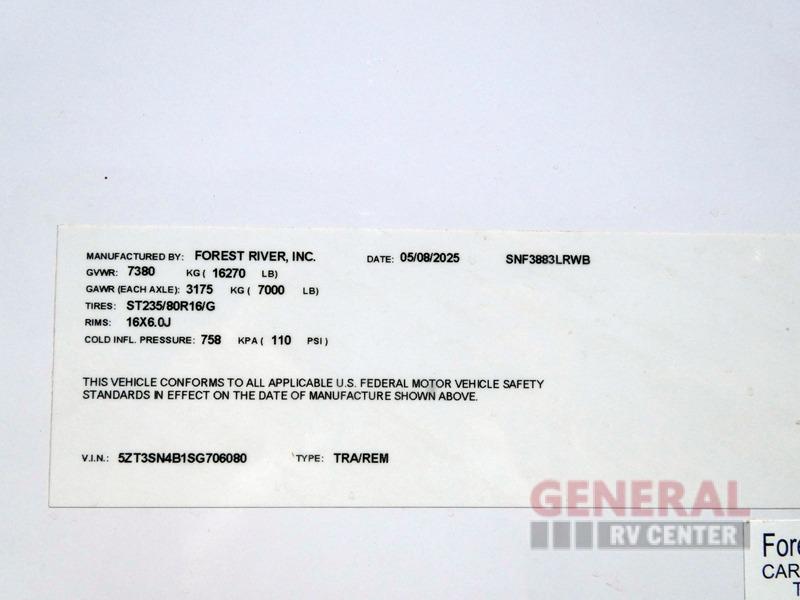 MANUFACTURED BY: FOREST RIVER, INC. DATE: 05/08/2025 SNF3883LRWB
GVWR: 7380 KG ( 16270 LB)
GAWR (EACH AXLE): 3175 KG ( 7000 LB)
TIRES: ST235/80R16/G
RIMS: 16X6.0J
COLD INFL. PRESSURE: 758 KPA ( 110 PSI )
THIS VEHICLE CONFORMS TO ALL APPLICABLE U.S. FEDERAL MOTOR VEHICLE SAFETY
STANDARDS IN EFFECT ON THE DATE OF MANUFACTURE SHOWN ABOVE.
V.I.N.: 5ZT3SN4B1SG706080 TYPE: TRA/REM
GENERAL
RV CENTER